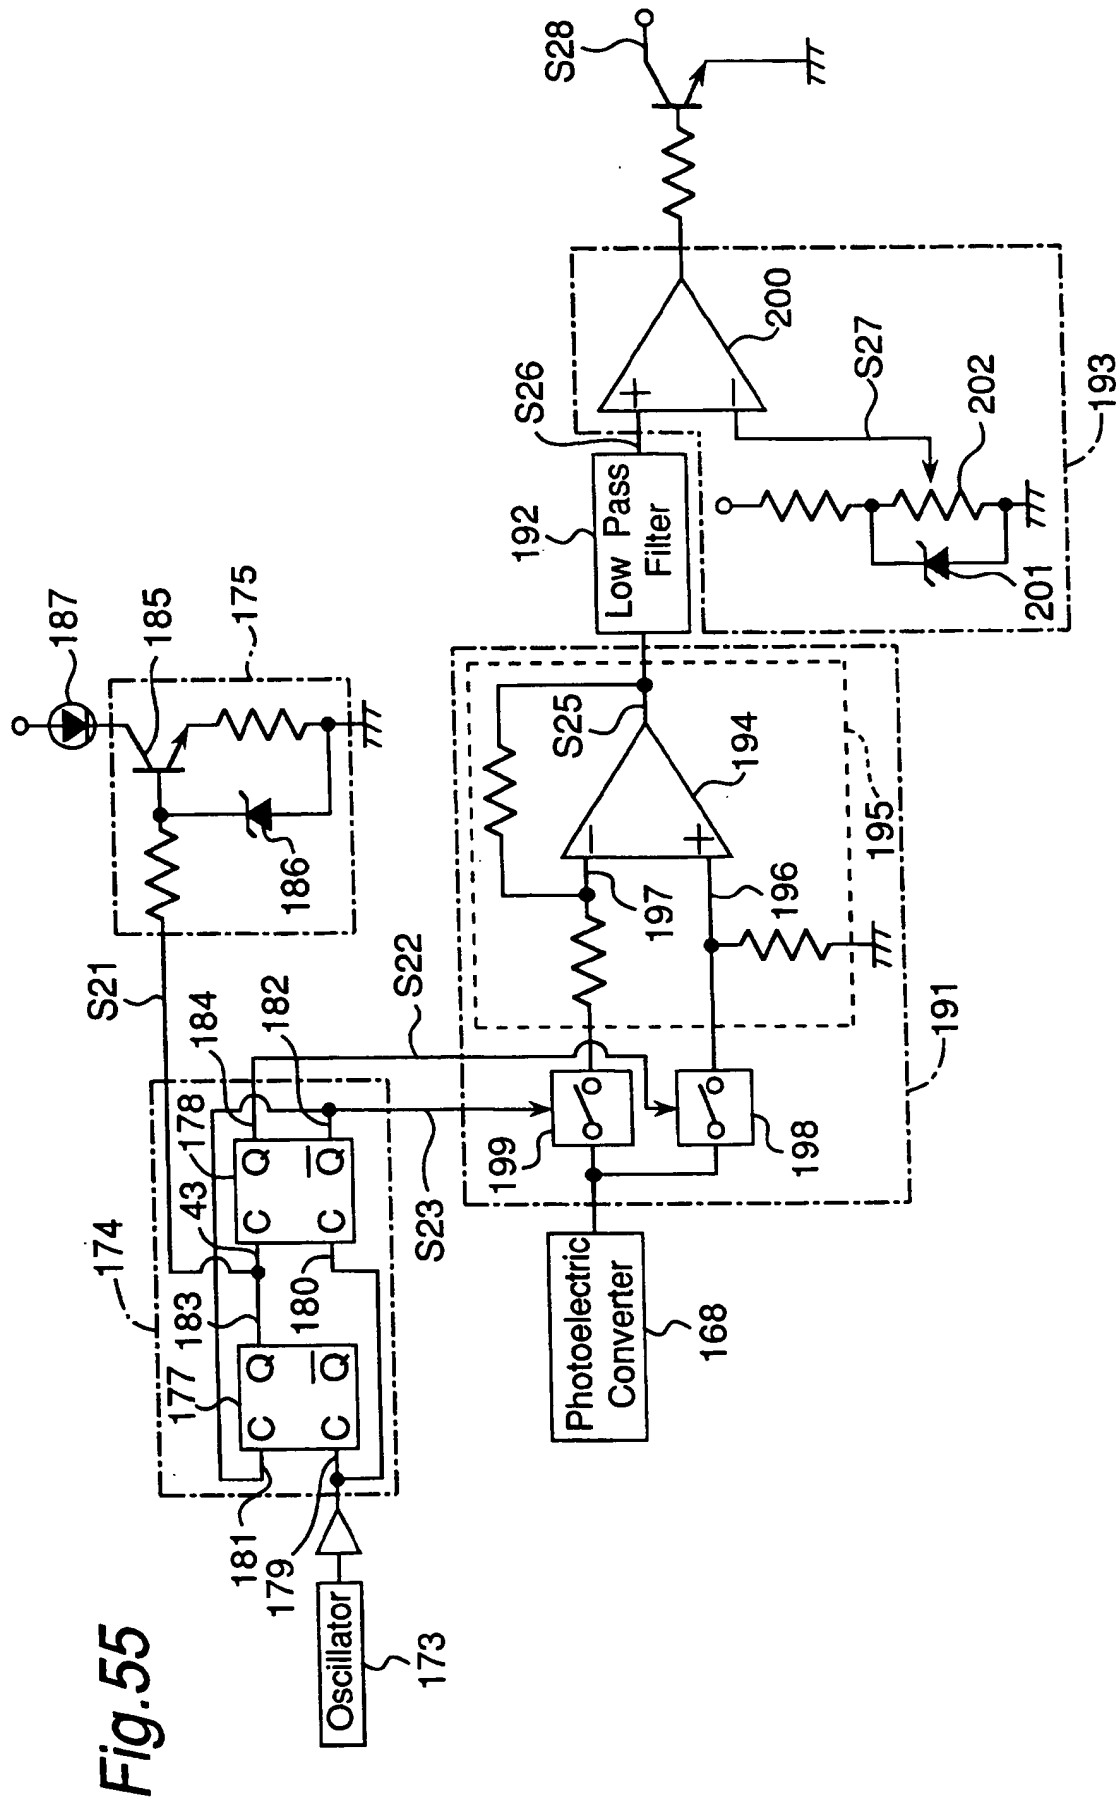 Fig.55
Oscillator
173
181
179
174
177
C
Q
C
Q
183
180
43
178
C
Q
C
Q
184
182
S21
S22
S23
187
185
175
186
Photoelectric
Converter
168
199
198
191
197
196
195
194
S25
−
+
192
Low Pass
Filter
S26
+
−
200
S27
202
201
193
S28